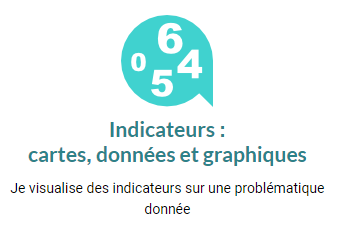 6
0 4
5
Indicateurs :
cartes, données et graphiques
Je visualise des indicateurs sur une problématique
donnée